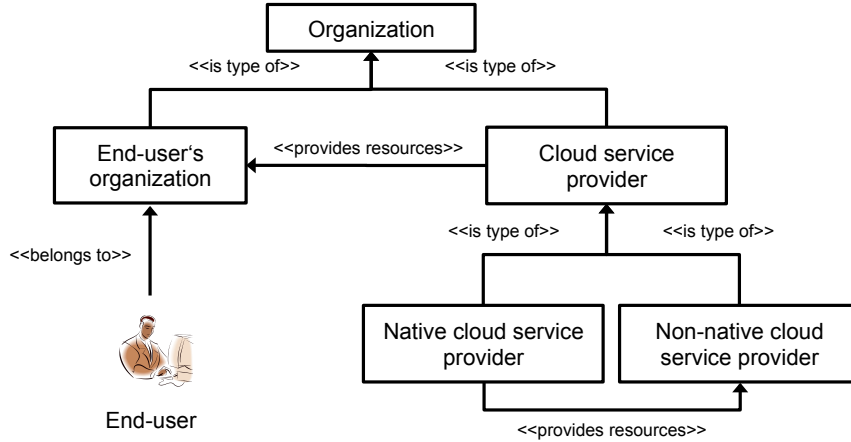 Organization
<<is type of>>
<<is type of>>
End-user‘s
organization
<<provides resources>>
Cloud service
provider
<<belongs to>>
<<is type of>>
<<is type of>>
Native cloud service
provider
Non-native cloud
service provider
End-user
<<provides resources>>